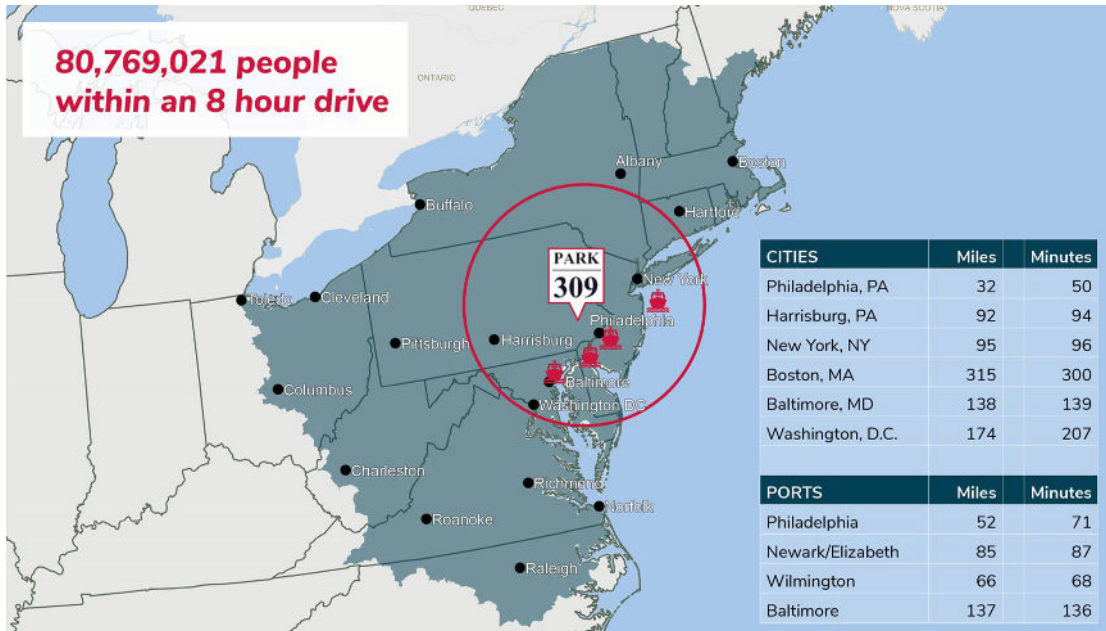 QUEBEC
NOVA SCOTIA
80,769,021 people
within an 8 hour drive
ONTARIO
Albany
Boston
Buffalo
Hartford
PARK
309
New York
Toledo
Cleveland
Philadelphia
Pittsburgh
Harrisburg
Baltimore
Columbus
Washington DC
Charleston
Richmond
Norfolk
Roanoke
Raleigh
CITIES Miles Minutes
Philadelphia, PA 32 50
Harrisburg, PA 92 94
New York, NY 95 96
Boston, MA 315 300
Baltimore, MD 138 139
Washington, D.C. 174 207
PORTS Miles Minutes
Philadelphia 52 71
Newark/Elizabeth 85 87
Wilmington 66 68
Baltimore 137 136